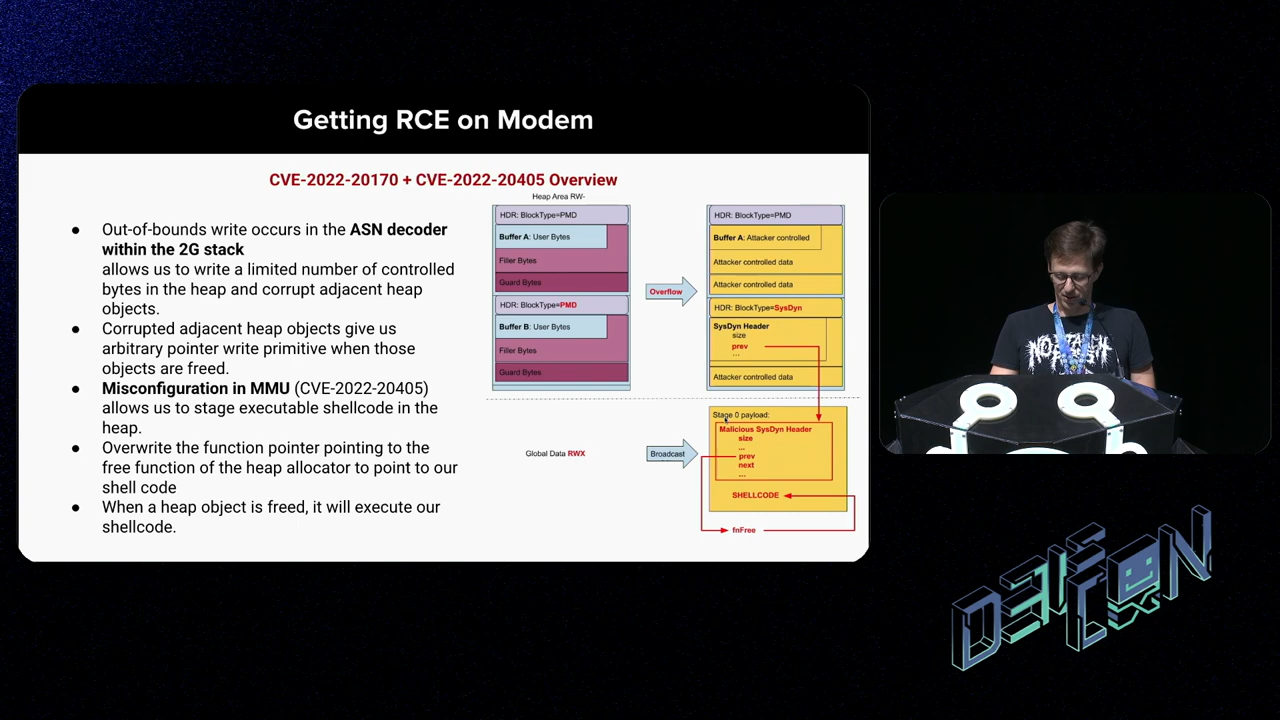 Getting RCE on Modem
CVE-2022-20170 + CVE-2022-20405 Overview
● Out-of-bounds write occurs in the ASN decoder
within the 2G stack
allows us to write a limited number of controlled
bytes in the heap and corrupt adjacent heap
objects.
● Corrupted adjacent heap objects give us
arbitrary pointer write primitive when those
objects are freed.
● Misconfiguration in MMU (CVE-2022-20405)
allows us to stage executable shellcode in the
heap.
● Overwrite the function pointer pointing to the
free function of the heap allocator to point to our
shell code
● When a heap object is freed, it will execute our
shellcode.
Heap Area RW-
HDR: BlockType=PMD
Buffer A: User Bytes
Filler Bytes
Guard Bytes
HDR: BlockType=PMD
Buffer B: User Bytes
Filler Bytes
Guard Bytes
Overflow
HDR: BlockType=PMD
Buffer A: Attacker controlled
Attacker controlled data
Attacker controlled data
HDR: BlockType=SysDyn
SysDyn Header
size
prev
...
Attacker controlled data
Global Data RWX
Broadcast
Stage 0 payload:
Malicious SysDyn Header
size
...
prev
next
...
SHELLCODE
fnFree
DEFCON